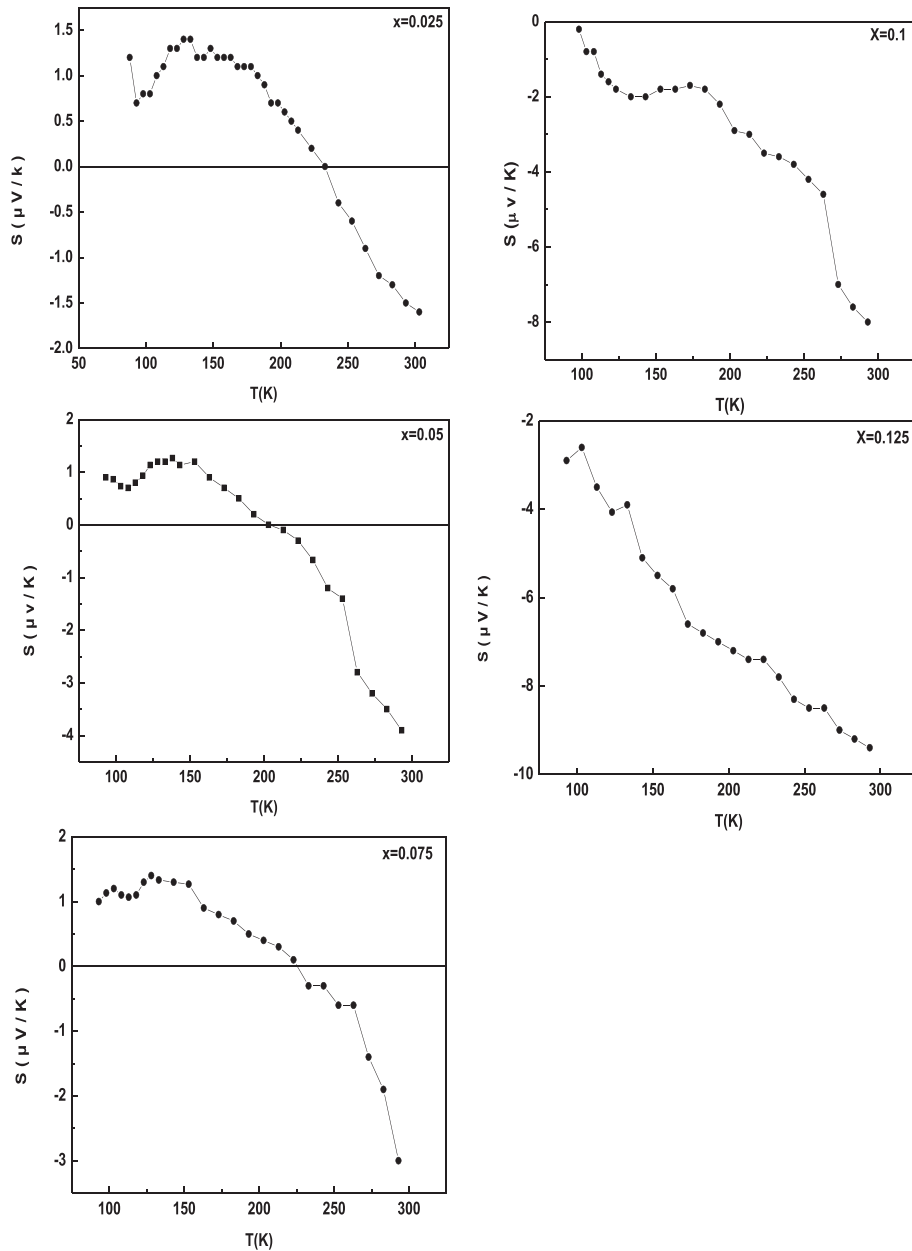 x=0.025
1.5
1.0
0.5
0.0
-0.5
-1.0
-1.5
-2.0
S ( μ V / k )
50 100 150 200 250 300
T(K)
X=0.1
0
-2
-4
-6
-8
S (μ v / K)
100 150 200 250 300
T(K)
x=0.05
2
1
0
-1
-2
-3
-4
S ( μ v / K )
100 150 200 250 300
T(K)
X=0.125
-2
-4
-6
-8
-10
S ( μ V / K )
100 150 200 250 300
T(K)
x=0.075
2
1
0
-1
-2
-3
S ( μ V / K )
100 150 200 250 300
T(K)